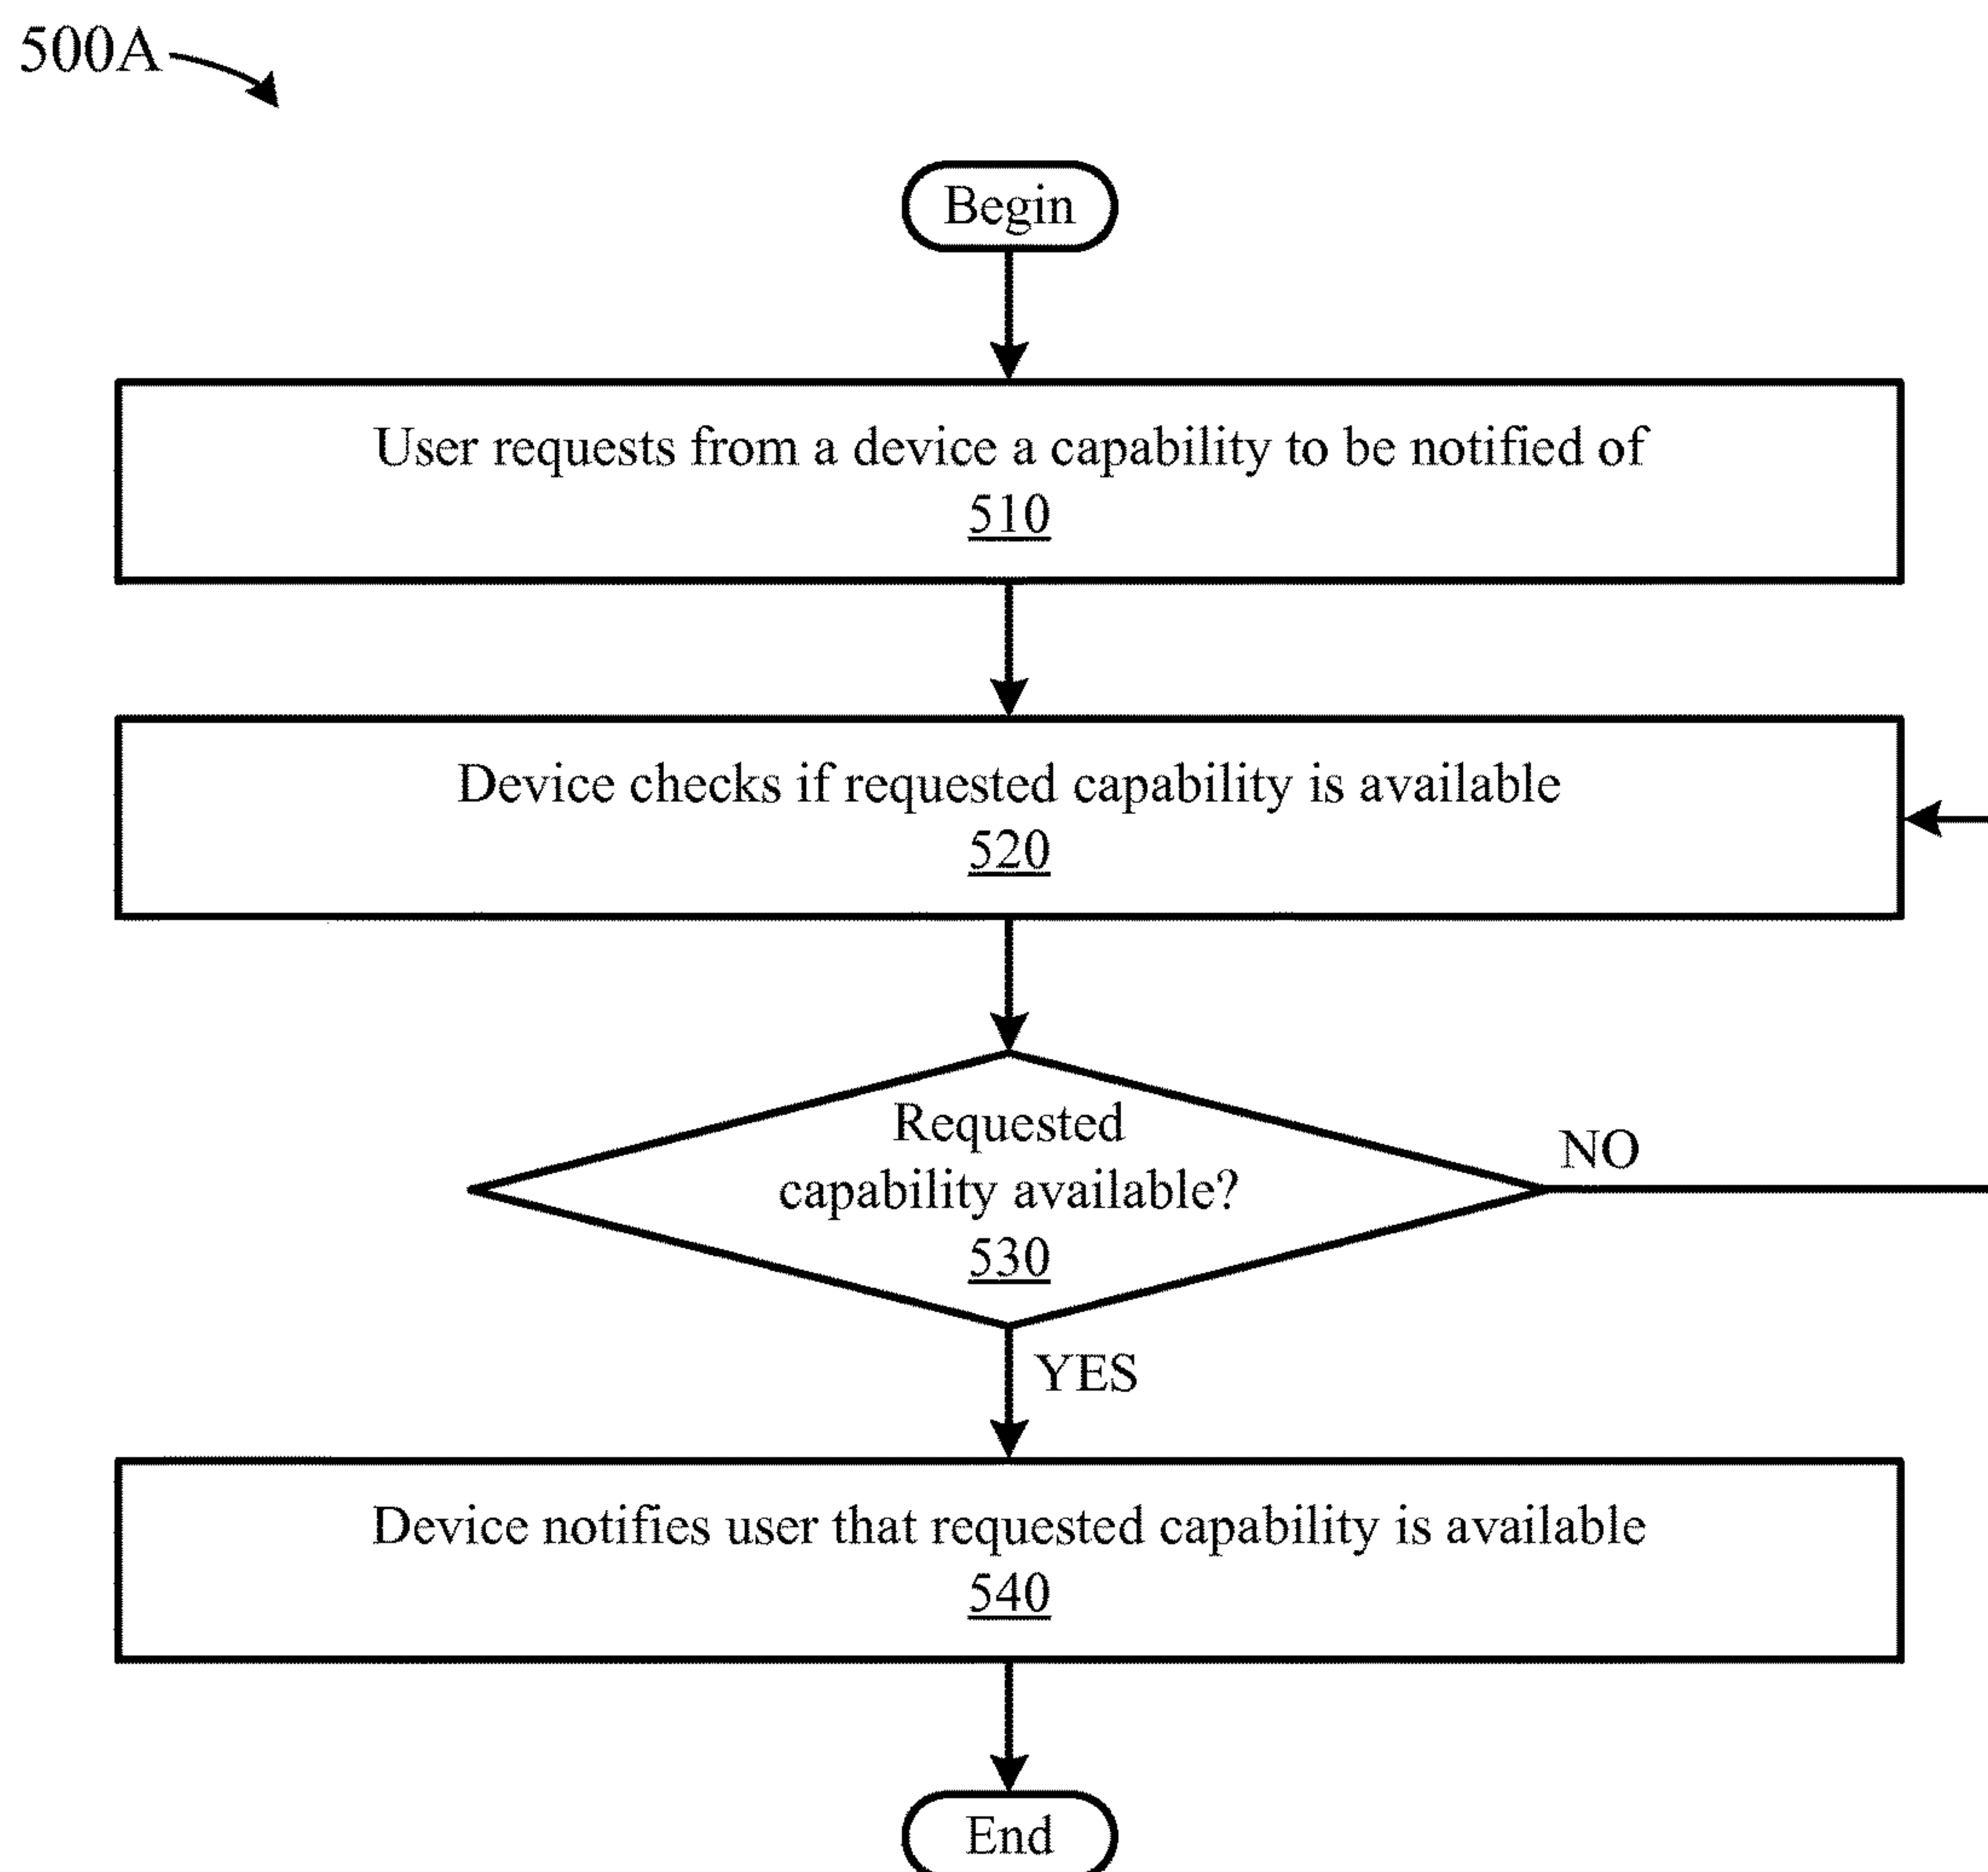 500A
Begin
User requests from a device a capability to be notified of
510
Device checks if requested capability is available
520
Requested
capability available?
530
NO
YES
Device notifies user that requested capability is available
540
End